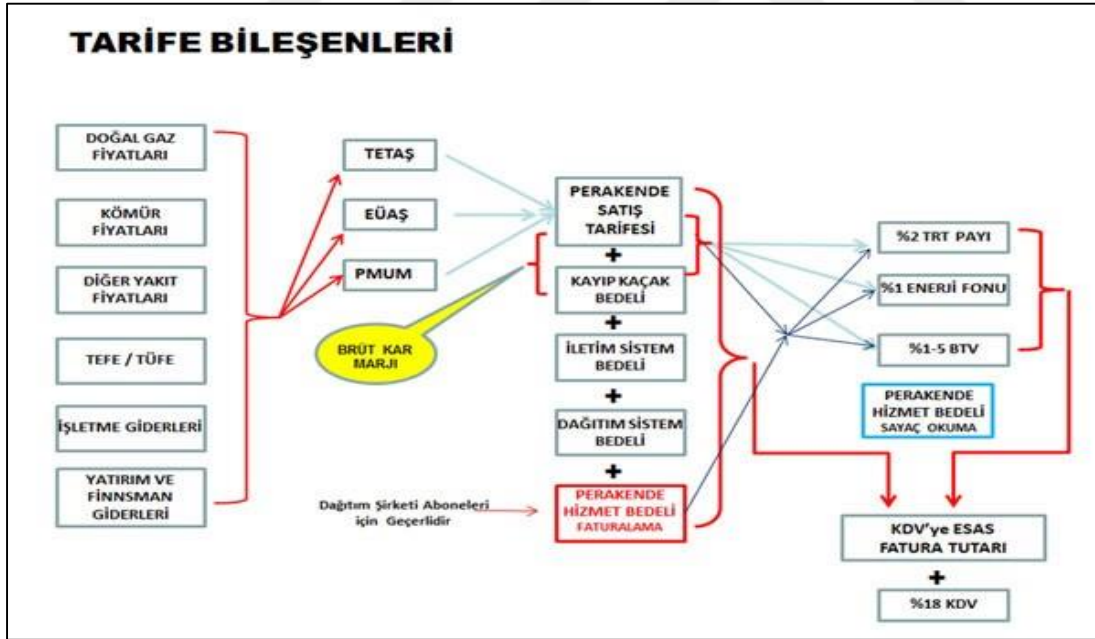 TARİFE BİLEŞENLERİ
DOĞAL GAZ
FİYATLARI
KÖMÜR
FİYATLARI
DİĞER YAKIT
FİYATLARI
TEFE / TÜFE
İŞLETME GİDERLERİ
YATIRIM VE
FİNNSMAN
GİDERLERİ
TETAŞ
EÜAŞ
PMUM
BRÜT KAR
MARJI
PERAKENDE
SATIŞ
TARİFESİ
+
KAYIP KAÇAK
BEDELİ
+
İLETİM SİSTEM
BEDELİ
+
DAĞITIM SİSTEM
BEDELİ
+
PERAKENDE
HİZMET BEDELİ
FATURALAMA
Dağıtım Şirketi Aboneleri
için Geçerlidir
%2 TRT PAYI
%1 ENERJİ FONU
%1-5 BTV
PERAKENDE
HİZMET BEDELİ
SAYAÇ OKUMA
KDV'ye ESAS
FATURA TUTARI
+
%18 KDV